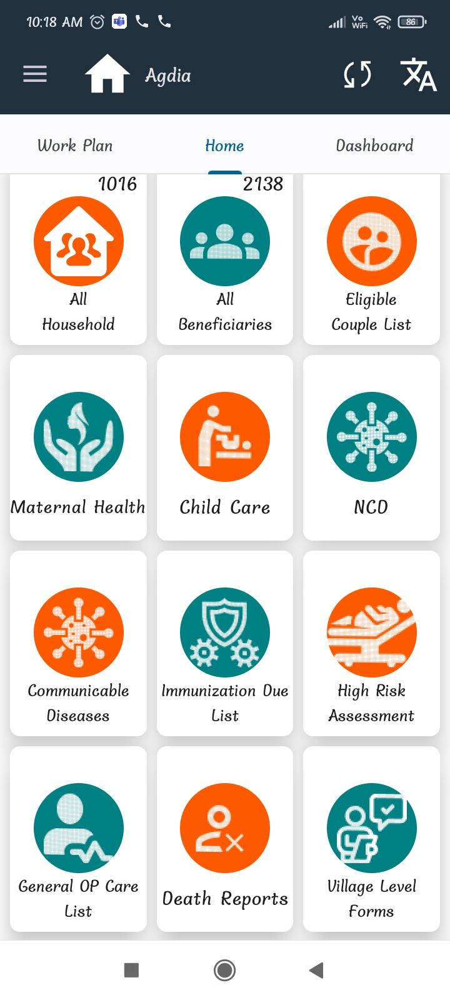 10:18 AM
Vo
WiFi
86
Agdia
Work Plan Home Dashboard
1016
2138
All
Household
All
Beneficiaries
Eligible
Couple List
Maternal Health
Child Care
NCD
Communicable
Diseases
Immunization Due
List
High Risk
Assessment
General OP Care
List
Death Reports
Village Level
Forms